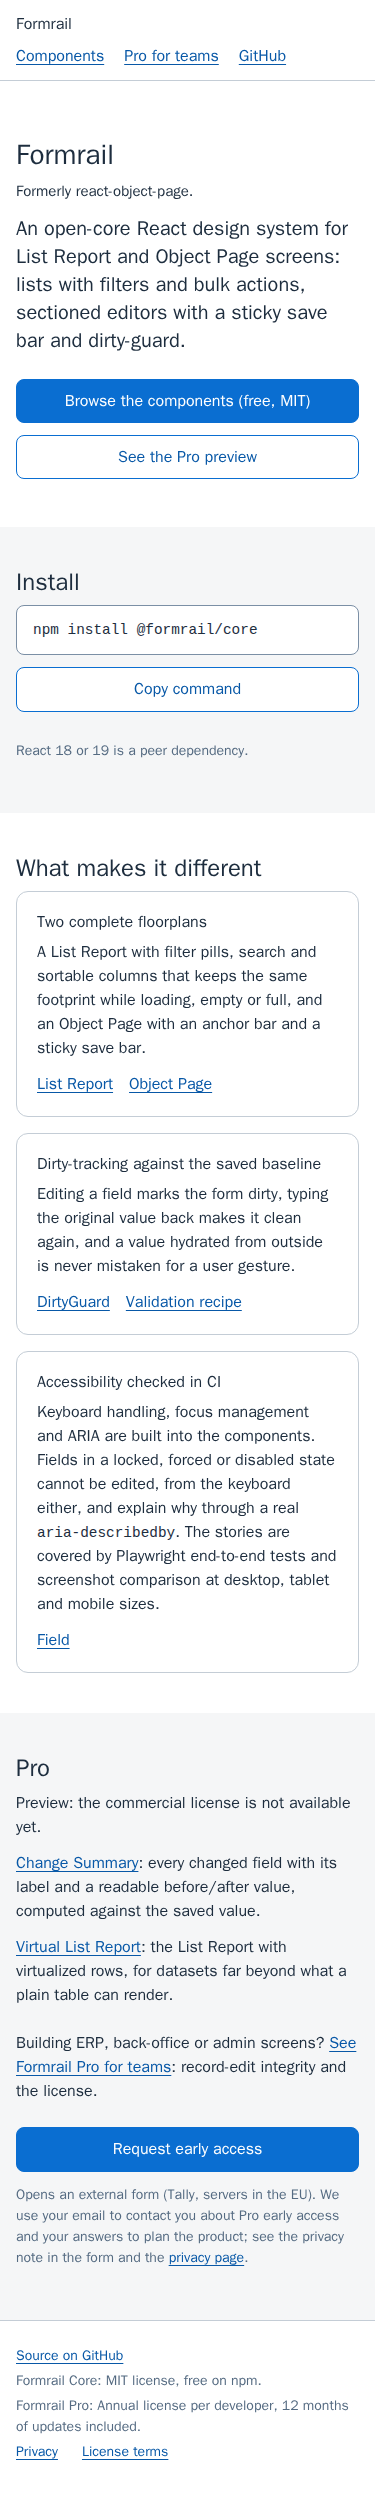 Formrail
Components Pro for teams GitHub
Formrail
Formerly react-object-page.
An open-core React design system for
List Report and Object Page screens:
lists with filters and bulk actions,
sectioned editors with a sticky save
bar and dirty-guard.
Browse the components (free, MIT)
See the Pro preview
Install
npm install @formrail/core
Copy command
React 18 or 19 is a peer dependency.
What makes it different
Two complete floorplans
A List Report with filter pills, search and
sortable columns that keeps the same
footprint while loading, empty or full, and
an Object Page with an anchor bar and a
sticky save bar.
List Report Object Page
Dirty-tracking against the saved baseline
Editing a field marks the form dirty, typing
the original value back makes it clean
again, and a value hydrated from outside
is never mistaken for a user gesture.
DirtyGuard Validation recipe
Accessibility checked in CI
Keyboard handling, focus management
and ARIA are built into the components.
Fields in a locked, forced or disabled state
cannot be edited, from the keyboard
either, and explain why through a real
aria-describedby. The stories are
covered by Playwright end-to-end tests and
screenshot comparison at desktop, tablet
and mobile sizes.
Field
Pro
Preview: the commercial license is not available
yet.
Change Summary: every changed field with its
label and a readable before/after value,
computed against the saved value.
Virtual List Report: the List Report with
virtualized rows, for datasets far beyond what a
plain table can render.
Building ERP, back-office or admin screens? See
Formrail Pro for teams: record-edit integrity and
the license.
Request early access
Opens an external form (Tally, servers in the EU). We
use your email to contact you about Pro early access
and your answers to plan the product; see the privacy
note in the form and the privacy page.
Source on GitHub
Formrail Core: MIT license, free on npm.
Formrail Pro: Annual license per developer, 12 months
of updates included.
Privacy License terms